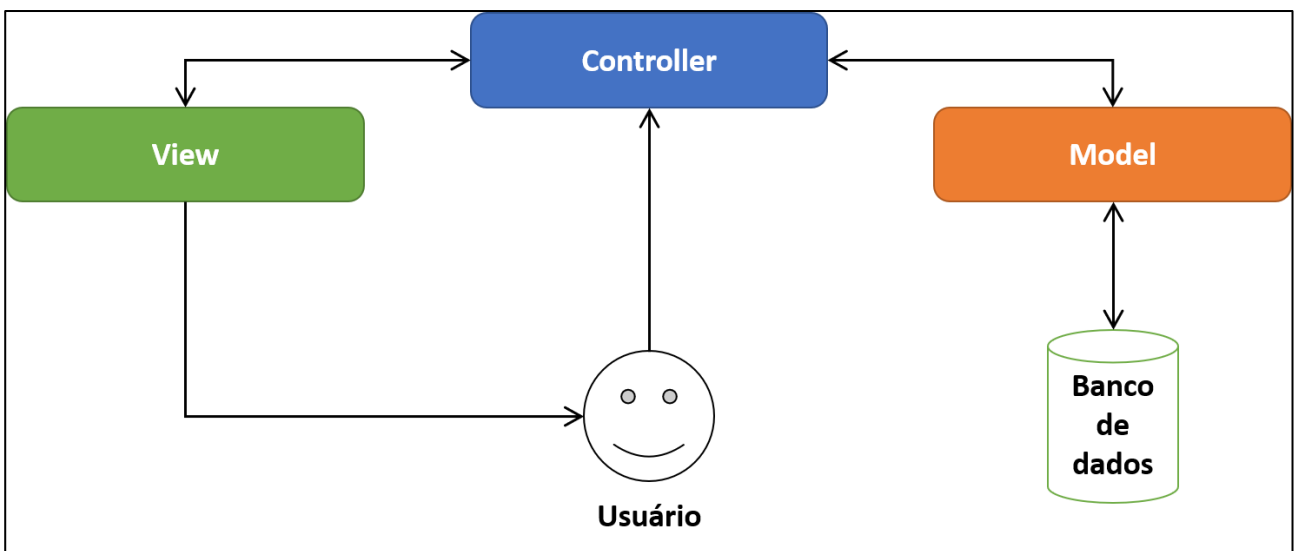 Controller
View
Model
Banco
de
dados
Usuário